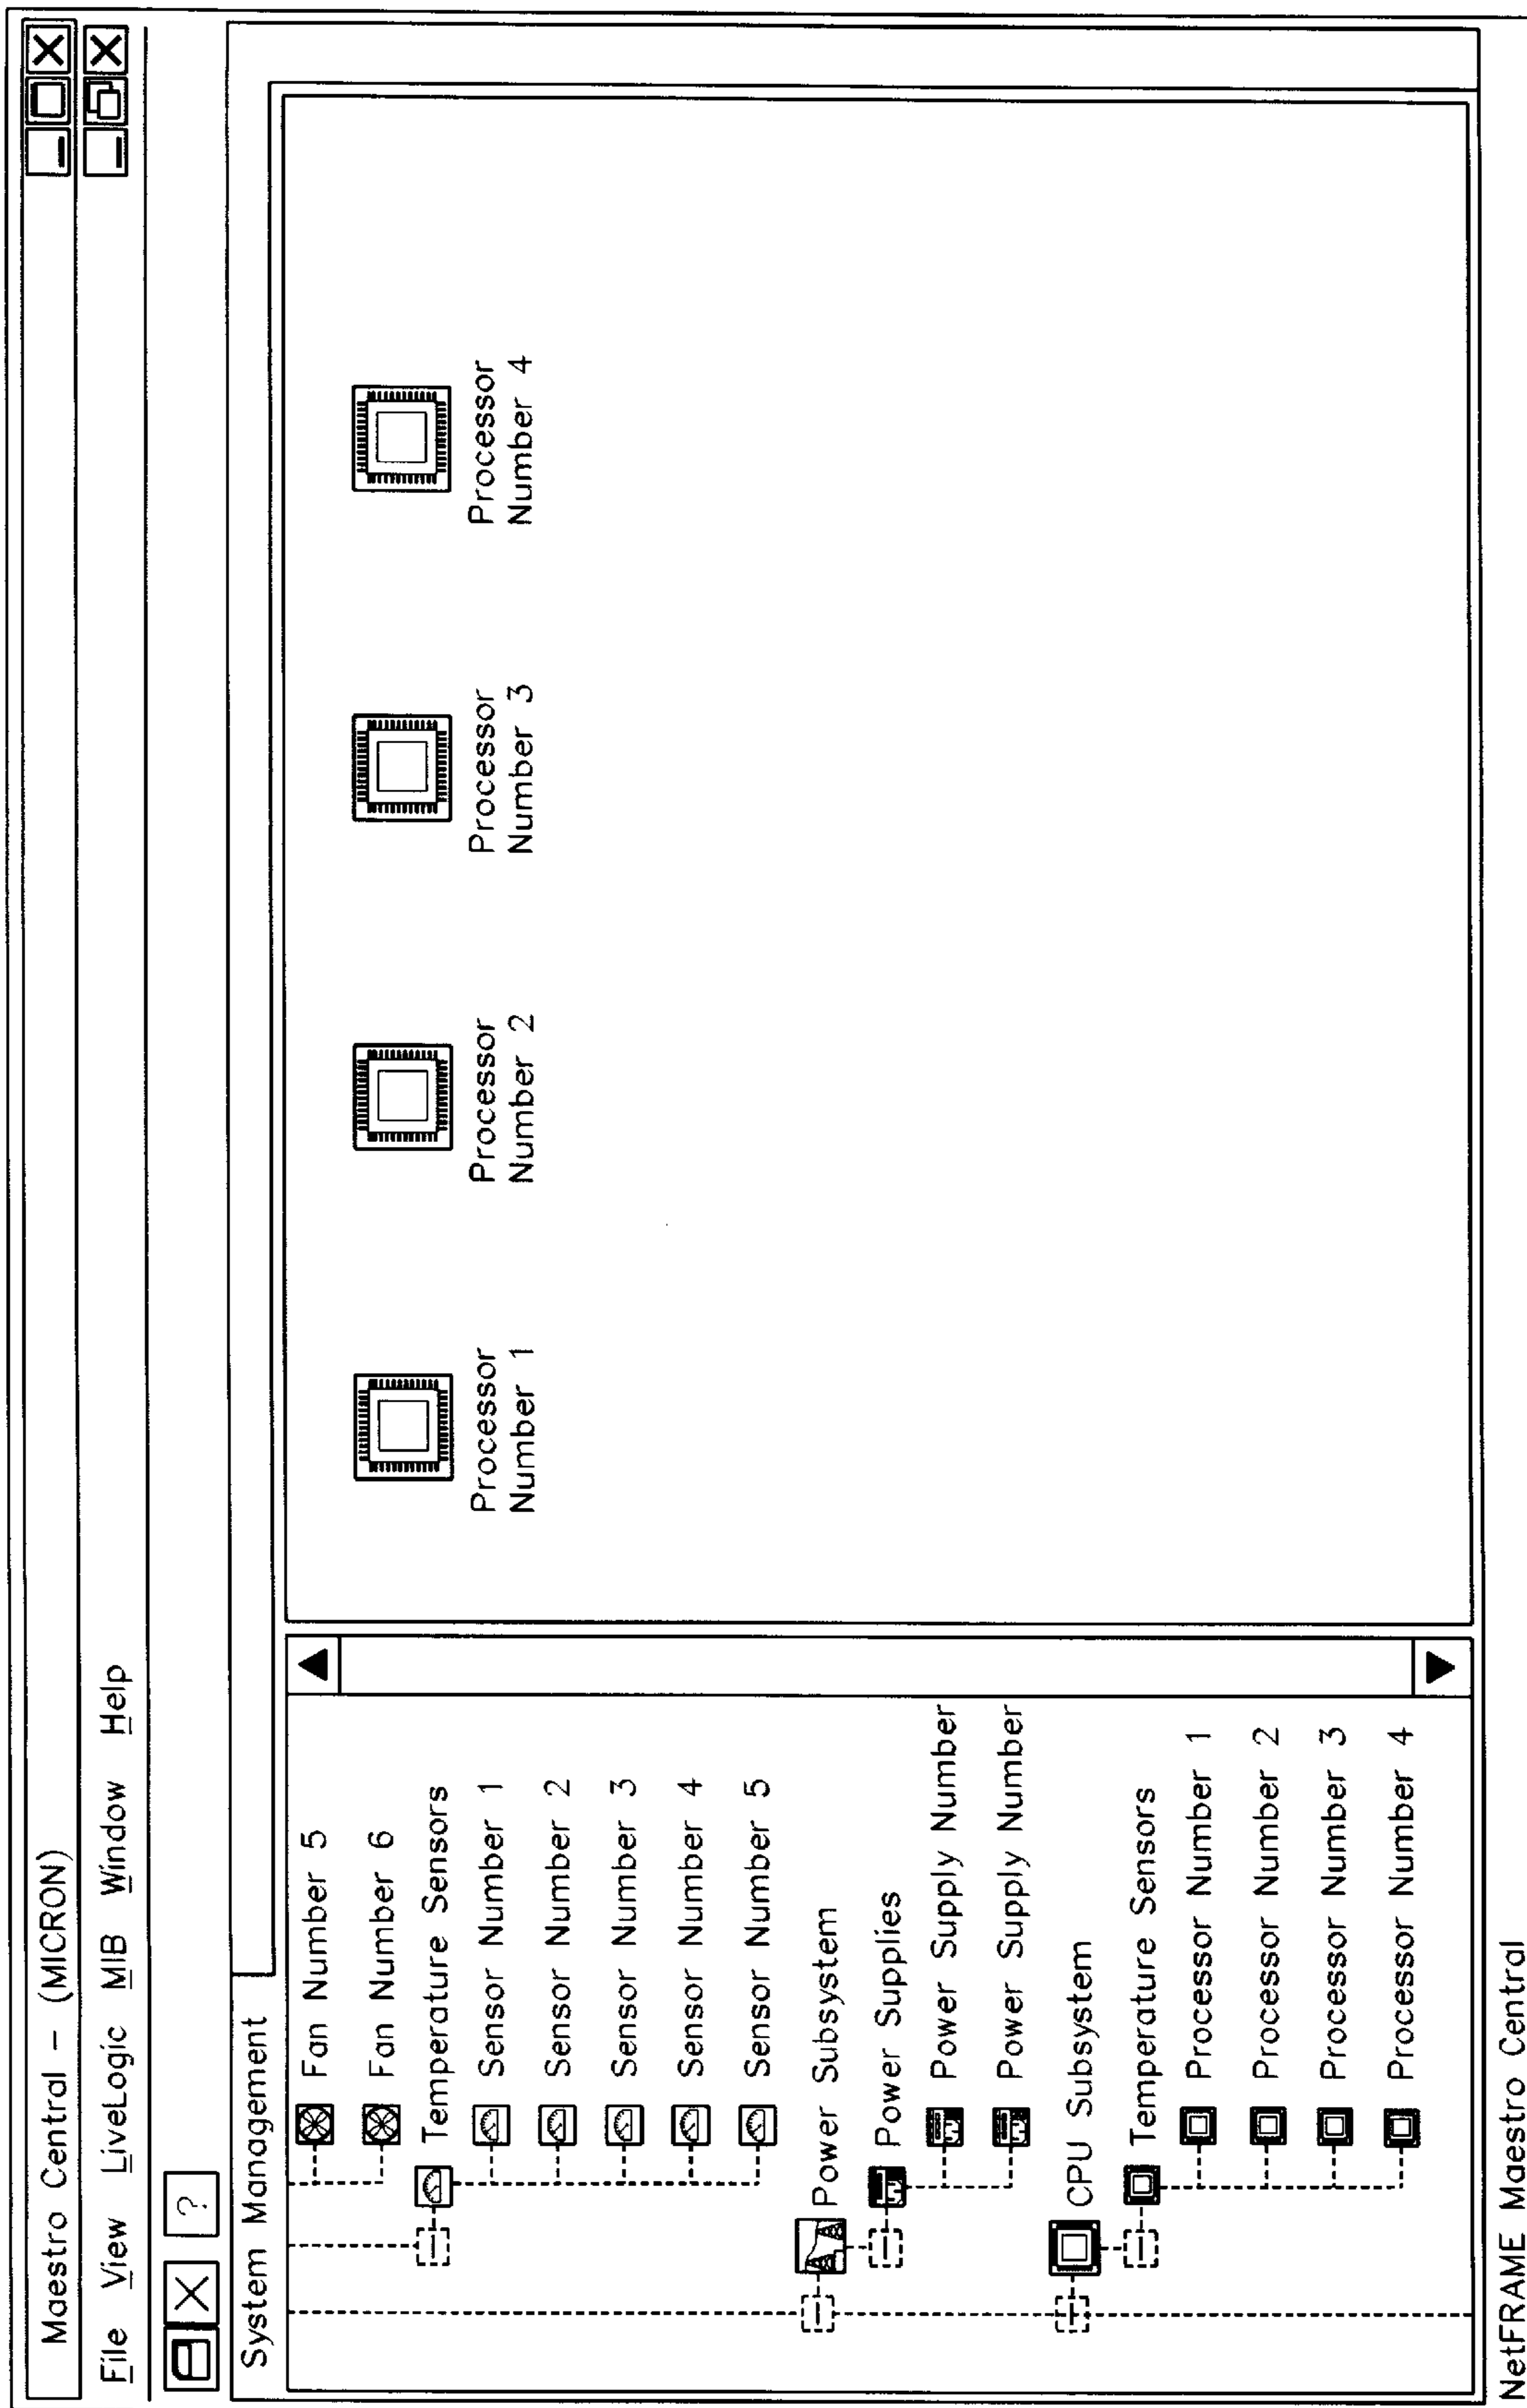 Maestro Central – (MICRON)
File View LiveLogic MIB Window Help
?
System Management
Fan Number 5
Fan Number 6
Temperature Sensors
Sensor Number 1
Sensor Number 2
Sensor Number 3
Sensor Number 4
Sensor Number 5
Power Subsystem
Power Supplies
Power Supply Number
Power Supply Number
CPU Subsystem
Temperature Sensors
Processor Number 1
Processor Number 2
Processor Number 3
Processor Number 4
Processor
Number 1
Processor
Number 2
Processor
Number 3
Processor
Number 4
NetFRAME Maestro Central